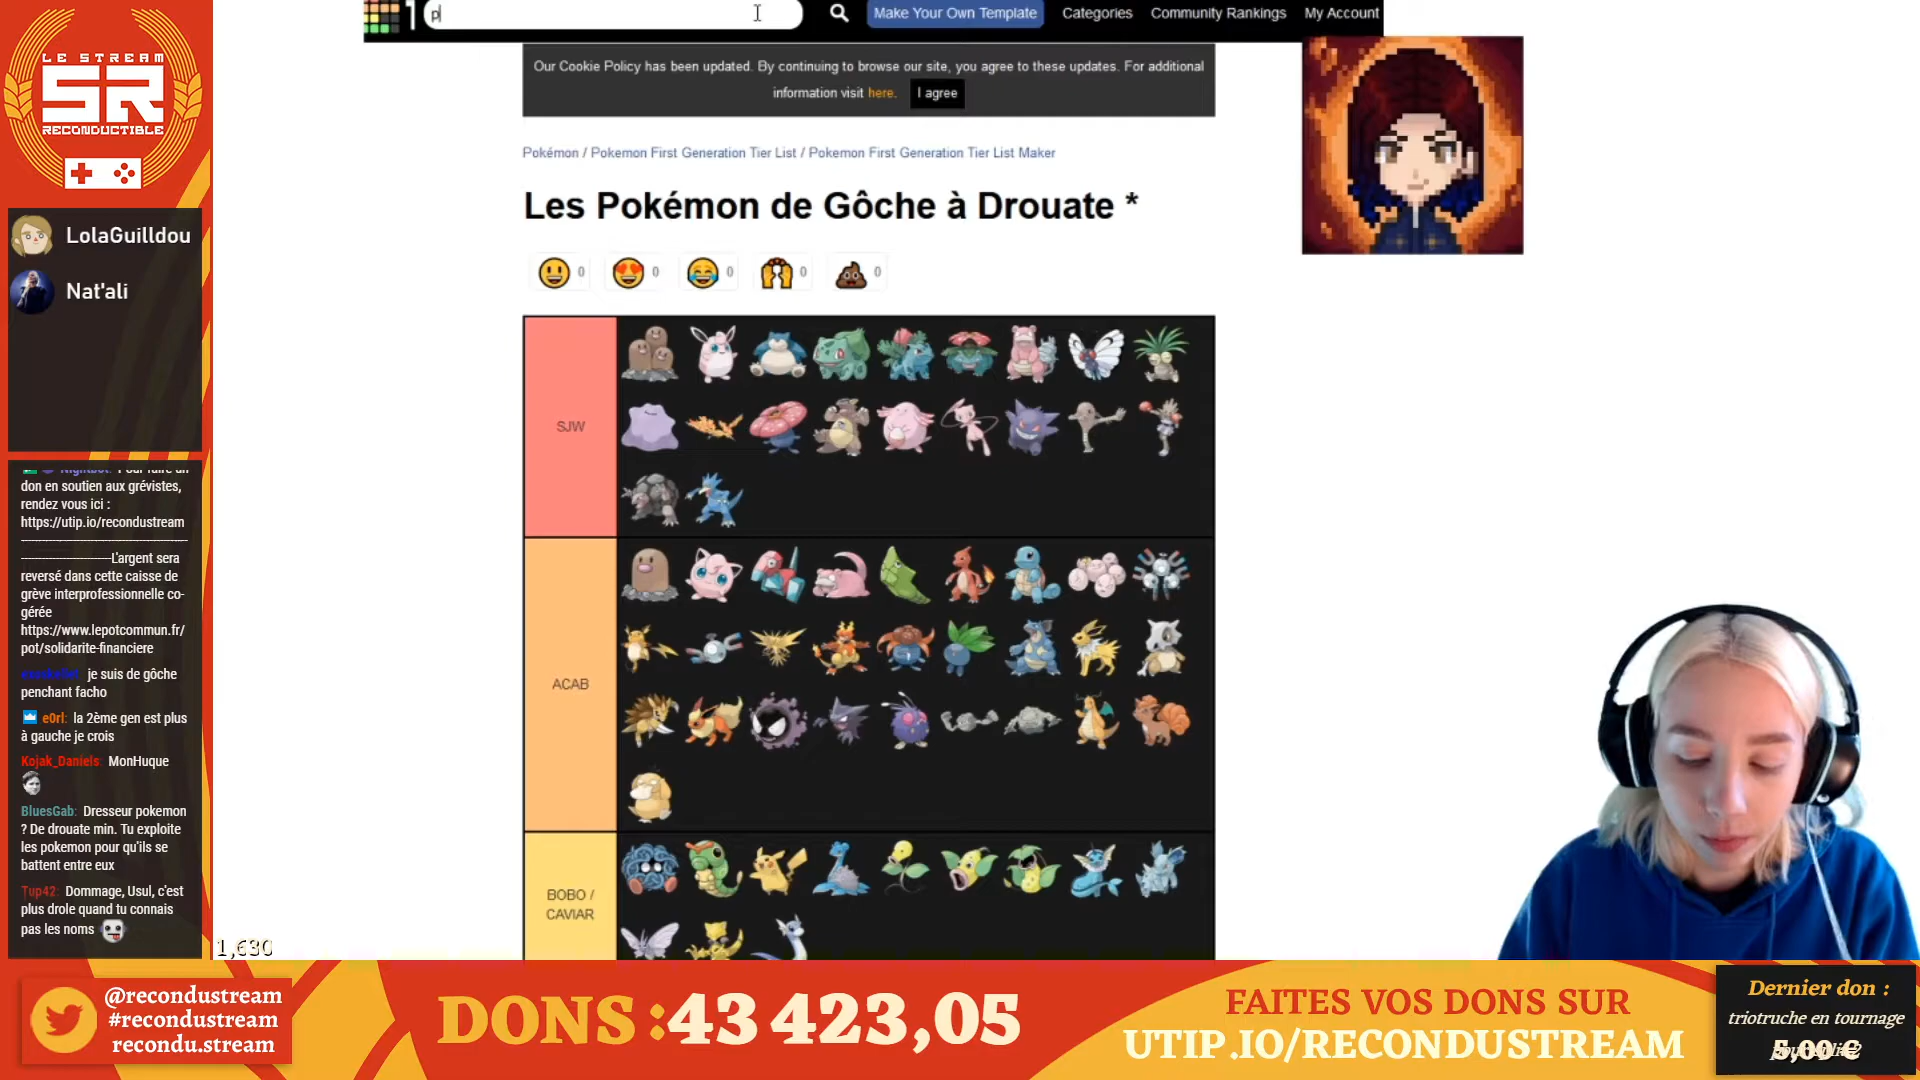 LE STREAM
SR
RECONDUCTIBLE
LolaGuilldou
Nat'ali
Nightbot: Pour faire un
don en soutien aux grévistes,
rendez vous ici :
https://utip.io/recondustream
L'argent sera
reversé dans cette caisse de
grève interprofessionnelle co-
gérée
https://www.lepotcommun.fr/
pot/solidarite-financiere
je suis de gôche
penchant facho
e0rl: la 2ème gen est plus
à gauche je crois
Kojak_Daniels: MonHuque
BluesGab: Dresseur pokemon
? De drouate min. Tu exploite
les pokemon pour qu'ils se
battent entre eux
Tup42: Dommage, Usul, c'est
plus drole quand tu connais
pas les noms
p
Make Your Own Template
Categories
Community Rankings
My Account
Our Cookie Policy has been updated. By continuing to browse our site, you agree to these updates. For additional
information visit here. I agree
Pokémon / Pokemon First Generation Tier List / Pokemon First Generation Tier List Maker
Les Pokémon de Gôche à Drouate *
0 0 0 0 0
SJW
ACAB
BOBO /
CAVIAR
@recondustream
#recondustream
recondu.stream
DONS :43 423,05
FAITES VOS DONS SUR
UTIP.IO/RECONDUSTREAM
Dernier don :
triotruche en tournage
5,00 €